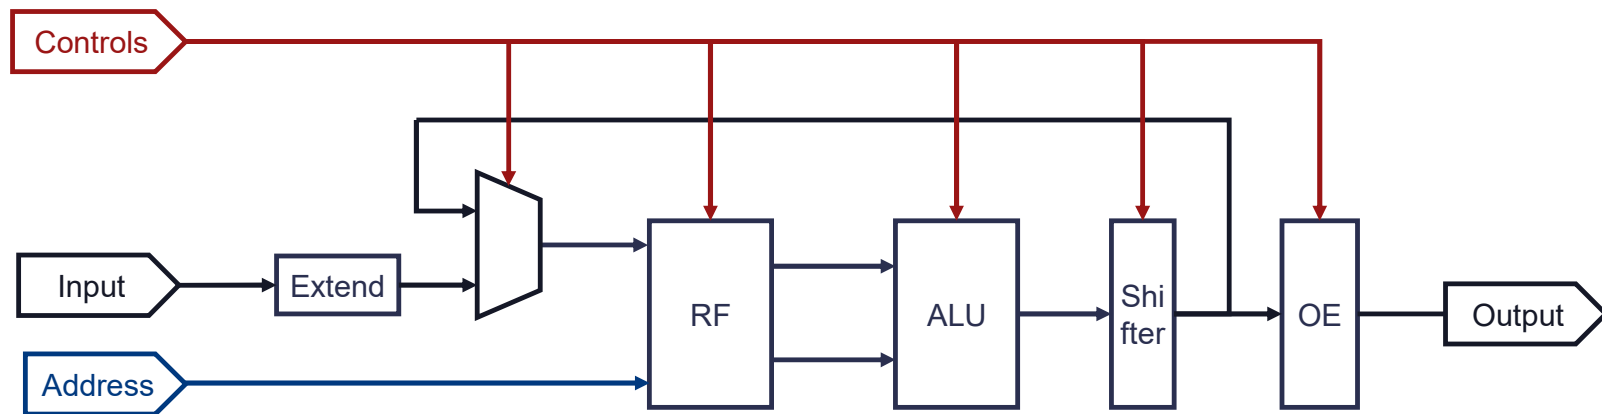 Controls
Input
Extend
Address
RF
ALU
Shi
fter
OE
Output